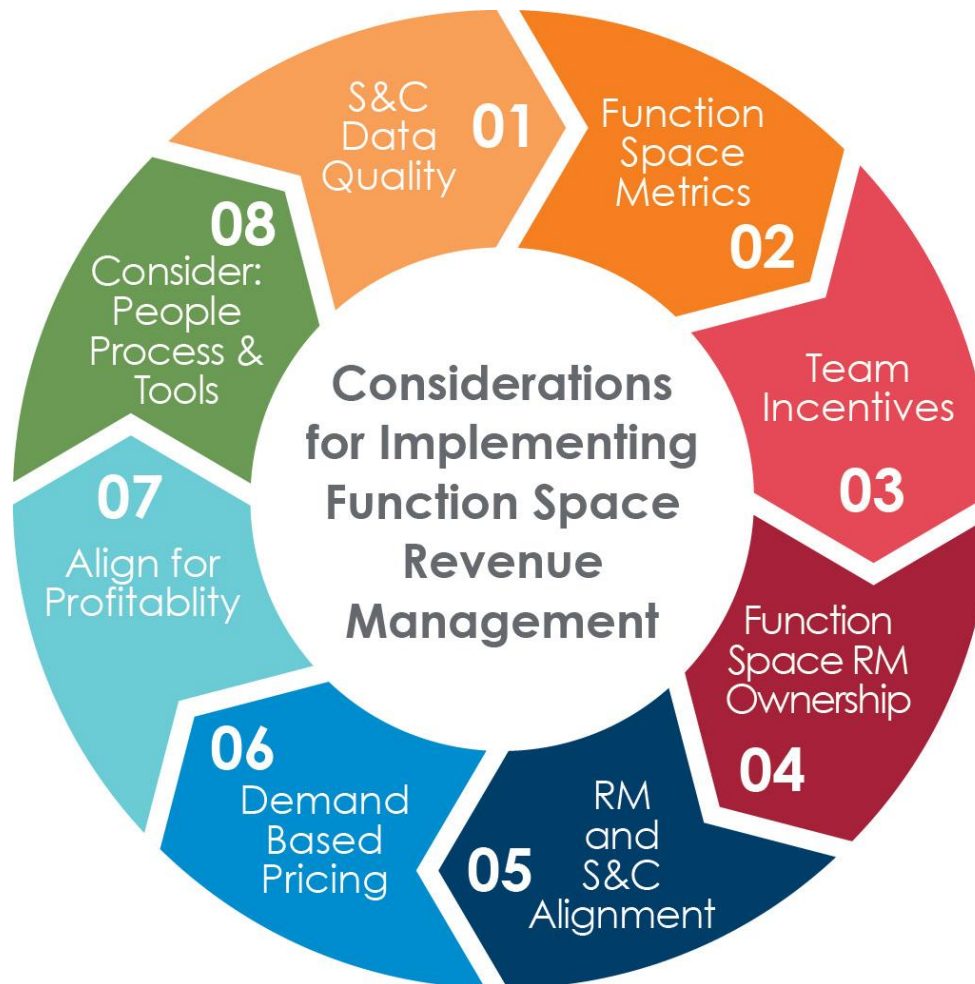 S&C
Data
Quality
01
Function
Space
Metrics
02
Team
Incentives
03
Function
Space RM
Ownership
04
RM
and
S&C
Alignment
05
06
Demand
Based
Pricing
07
Align for
Profitablity
08
Consider:
People
Process &
Tools
Considerations
for Implementing
Function Space
Revenue
Management